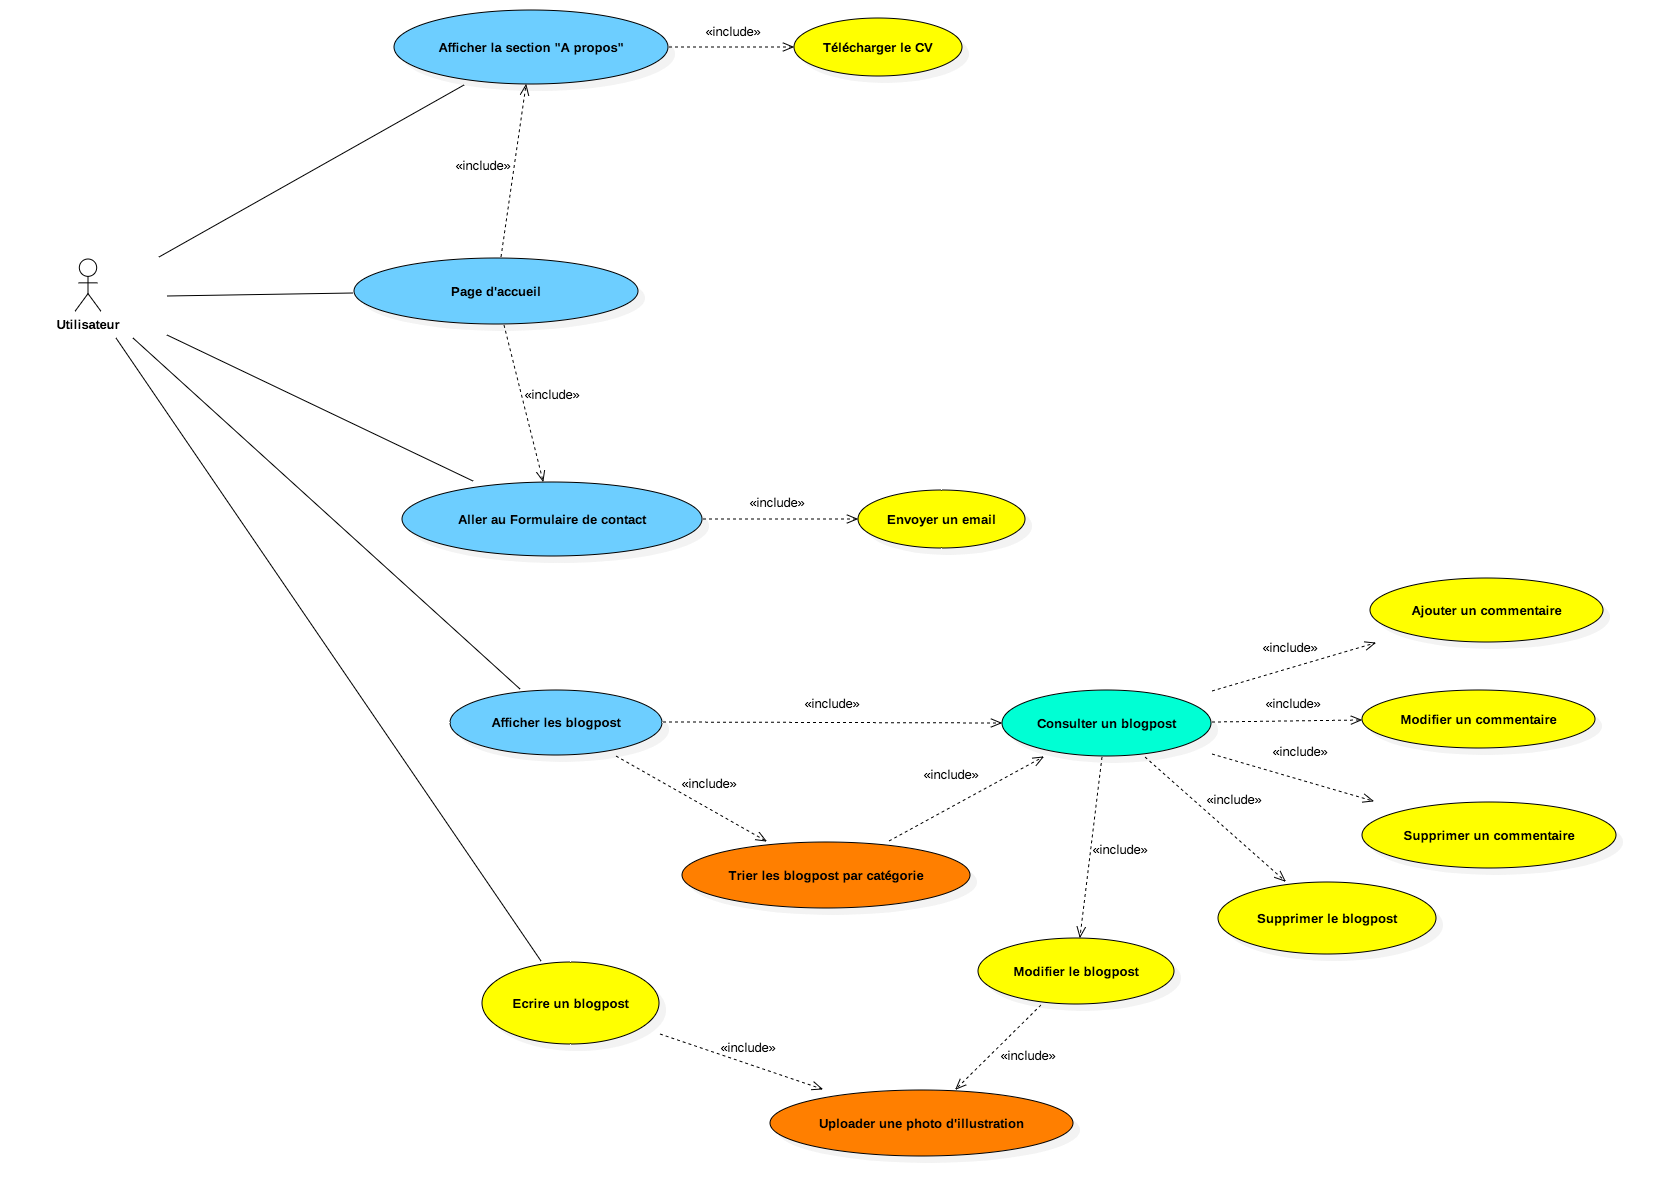 Afficher la section "A propos"
«include»
Télécharger le CV
«include»
Page d'accueil
Utilisateur
«include»
Aller au Formulaire de contact
«include»
Envoyer un email
Ajouter un commentaire
«include»
Afficher les blogpost
«include»
Consulter un blogpost
«include»
Modifier un commentaire
«include»
Supprimer un commentaire
«include»
«include»
«include»
«include»
Trier les blogpost par catégorie
Supprimer le blogpost
Modifier le blogpost
Ecrire un blogpost
«include»
«include»
Uploader une photo d'illustration